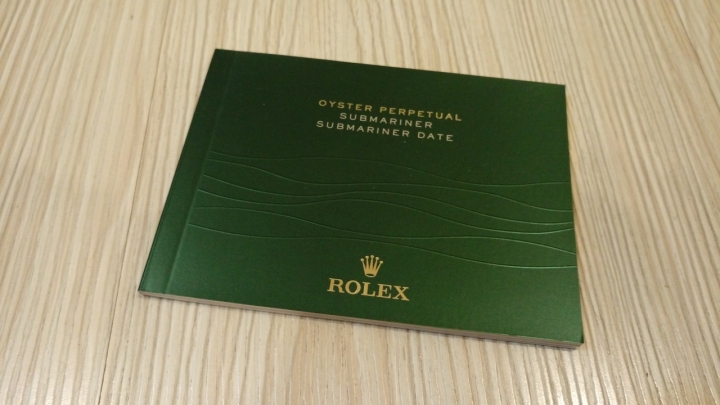 OYSTER PERPETUAL
SUBMARINER
SUBMARINER DATE
ROLEX